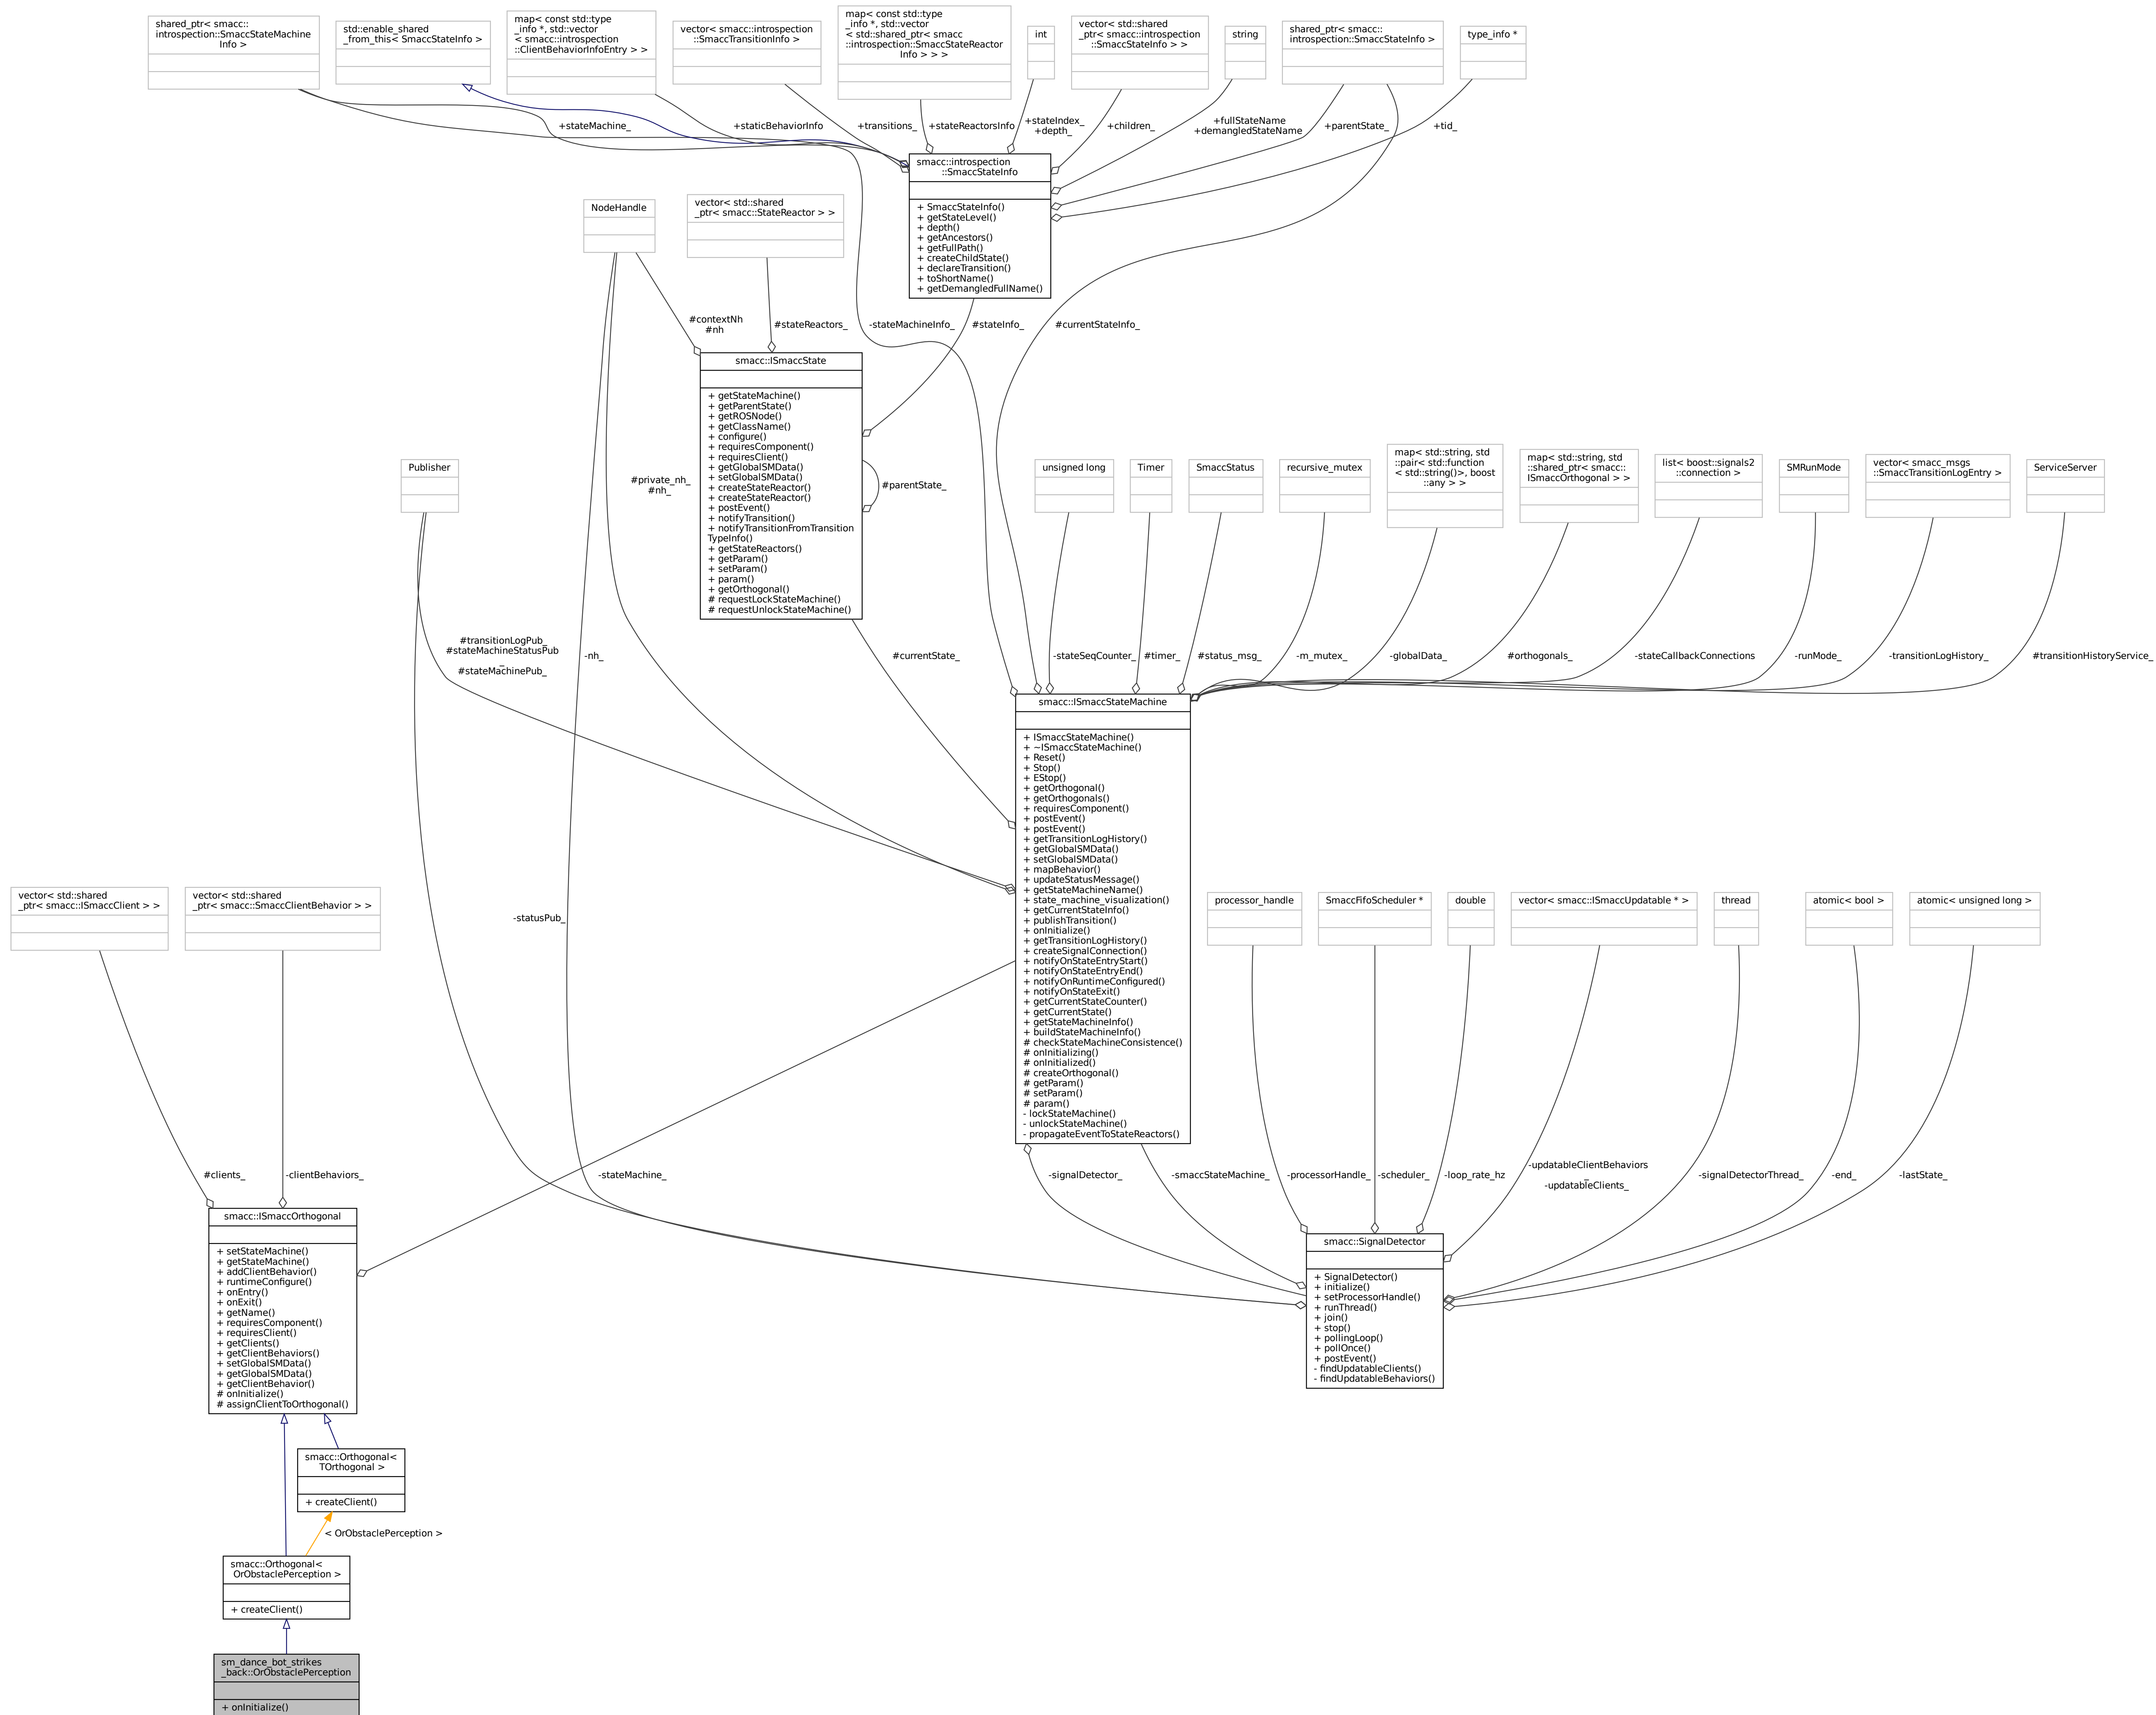 shared_ptr< smacc::
introspection::SmaccStateMachine
Info >
std::enable_shared
_from_this< SmaccStateInfo >
map< const std::type
_info *, std::vector
< smacc::introspection
::ClientBehaviorInfoEntry > >
vector< smacc::introspection
::SmaccTransitionInfo >
map< const std::type
_info *, std::vector
< std::shared_ptr< smacc
::introspection::SmaccStateReactor
Info > > >
int
vector< std::shared
_ptr< smacc::introspection
::SmaccStateInfo > >
string
shared_ptr< smacc::
introspection::SmaccStateInfo >
type_info *
+stateMachine_
+staticBehaviorInfo
+transitions_
+stateReactorsInfo
+stateIndex_
+depth_
+children_
+fullStateName
+demangledStateName
+parentState_
+tid_
smacc::introspection
::SmaccStateInfo
+ SmaccStateInfo()
+ getStateLevel()
+ depth()
+ getAncestors()
+ getFullPath()
+ createChildState()
+ declareTransition()
+ toShortName()
+ getDemangledFullName()
NodeHandle
vector< std::shared
_ptr< smacc::StateReactor > >
#contextNh
#nh
#stateReactors_
-stateMachineInfo_
#stateInfo_
#currentStateInfo_
smacc::ISmaccState
+ getStateMachine()
+ getParentState()
+ getROSNode()
+ getClassName()
+ configure()
+ requiresComponent()
+ requiresClient()
+ getGlobalSMData()
+ setGlobalSMData()
+ createStateReactor()
+ createStateReactor()
+ postEvent()
+ notifyTransition()
+ notifyTransitionFromTransition
TypeInfo()
+ getStateReactors()
+ getParam()
+ setParam()
+ param()
+ getOrthogonal()
# requestLockStateMachine()
# requestUnlockStateMachine()
#parentState_
Publisher
#private_nh_
#nh_
unsigned long
Timer
SmaccStatus
recursive_mutex
map< std::string, std
::pair< std::function
< std::string()>, boost
::any > >
map< std::string, std
::shared_ptr< smacc::
ISmaccOrthogonal > >
list< boost::signals2
::connection >
SMRunMode
vector< smacc_msgs
::SmaccTransitionLogEntry >
ServiceServer
#transitionLogPub_
#stateMachineStatusPub
_
#stateMachinePub_
-nh_
#currentState_
-stateSeqCounter_
#timer_
#status_msg_
-m_mutex_
-globalData_
#orthogonals_
-stateCallbackConnections
-runMode_
-transitionLogHistory_
#transitionHistoryService_
smacc::ISmaccStateMachine
+ ISmaccStateMachine()
+ ~ISmaccStateMachine()
+ Reset()
+ Stop()
+ EStop()
+ getOrthogonal()
+ getOrthogonals()
+ requiresComponent()
+ postEvent()
+ postEvent()
+ getTransitionLogHistory()
+ getGlobalSMData()
+ setGlobalSMData()
+ mapBehavior()
+ updateStatusMessage()
+ getStateMachineName()
+ state_machine_visualization()
+ getCurrentStateInfo()
+ publishTransition()
+ onInitialize()
+ getTransitionLogHistory()
+ createSignalConnection()
+ notifyOnStateEntryStart()
+ notifyOnStateEntryEnd()
+ notifyOnRuntimeConfigured()
+ notifyOnStateExit()
+ getCurrentStateCounter()
+ getCurrentState()
+ getStateMachineInfo()
+ buildStateMachineInfo()
# checkStateMachineConsistence()
# onInitializing()
# onInitialized()
# createOrthogonal()
# getParam()
# setParam()
# param()
- lockStateMachine()
- unlockStateMachine()
- propagateEventToStateReactors()
vector< std::shared
_ptr< smacc::ISmaccClient > >
vector< std::shared
_ptr< smacc::SmaccClientBehavior > >
-statusPub_
processor_handle
SmaccFifoScheduler *
double
vector< smacc::ISmaccUpdatable * >
thread
atomic< bool >
atomic< unsigned long >
#clients_
-clientBehaviors_
-stateMachine_
-signalDetector_
-smaccStateMachine_
-processorHandle_
-scheduler_
-loop_rate_hz
-updatableClientBehaviors
_
-updatableClients_
-signalDetectorThread_
-end_
-lastState_
smacc::ISmaccOrthogonal
+ setStateMachine()
+ getStateMachine()
+ addClientBehavior()
+ runtimeConfigure()
+ onEntry()
+ onExit()
+ getName()
+ requiresComponent()
+ requiresClient()
+ getClients()
+ getClientBehaviors()
+ setGlobalSMData()
+ getGlobalSMData()
+ getClientBehavior()
# onInitialize()
# assignClientToOrthogonal()
smacc::SignalDetector
+ SignalDetector()
+ initialize()
+ setProcessorHandle()
+ runThread()
+ join()
+ stop()
+ pollingLoop()
+ pollOnce()
+ postEvent()
- findUpdatableClients()
- findUpdatableBehaviors()
smacc::Orthogonal<
TOrthogonal >
+ createClient()
< OrObstaclePerception >
smacc::Orthogonal<
OrObstaclePerception >
+ createClient()
sm_dance_bot_strikes
_back::OrObstaclePerception
+ onInitialize()